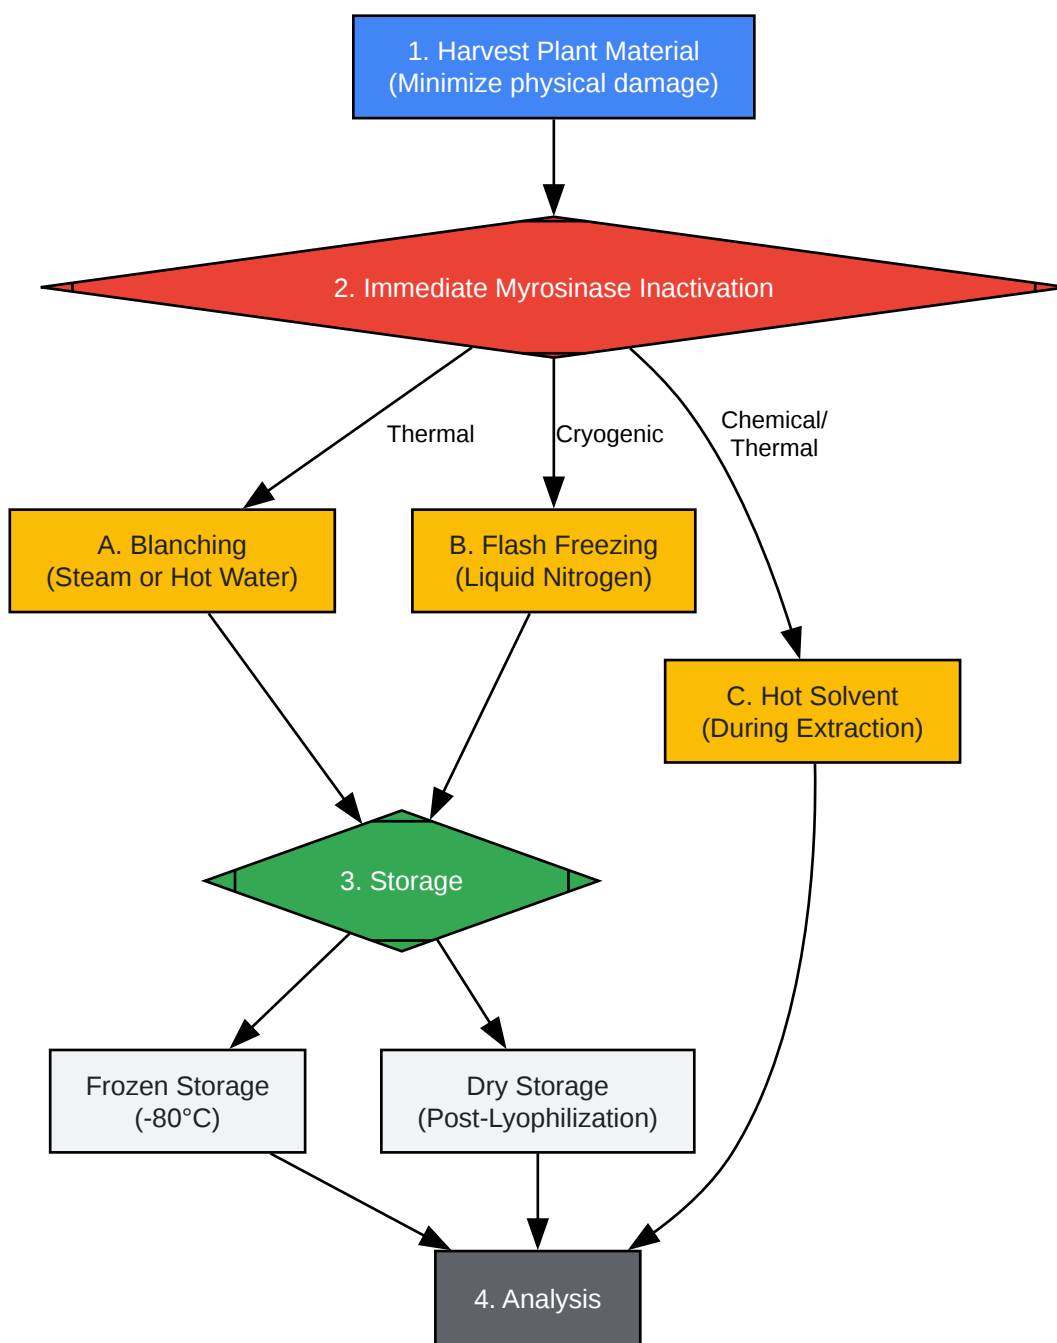 1. Harvest Plant Material
(Minimize physical damage)
2. Immediate Myrosinase Inactivation
Thermal
Cryogenic
Chemical/
Thermal
A. Blanching
(Steam or Hot Water)
B. Flash Freezing
(Liquid Nitrogen)
C. Hot Solvent
(During Extraction)
3. Storage
Frozen Storage
(-80°C)
Dry Storage
(Post-Lyophilization)
4. Analysis